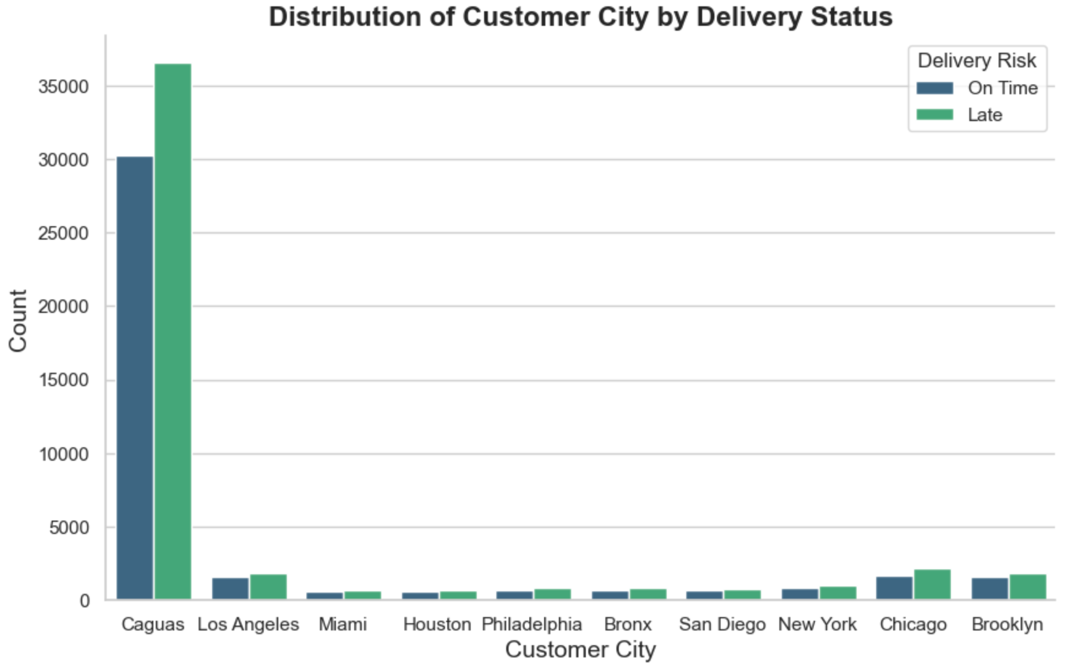 Distribution of Customer City by Delivery Status
Delivery Risk
On Time
Late
Count
35000
30000
25000
20000
15000
10000
5000
0
Caguas Los Angeles Miami Houston Philadelphia Bronx San Diego New York Chicago Brooklyn
Customer City